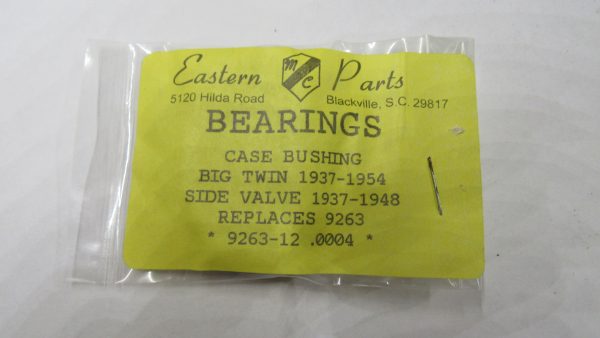 Eastern MC Parts
5120 Hilda Road Blackville, S.C. 29817
BEARINGS
CASE BUSHING
BIG TWIN 1937-1954
SIDE VALVE 1937-1948
REPLACES 9263
* 9263-12 .0004 *